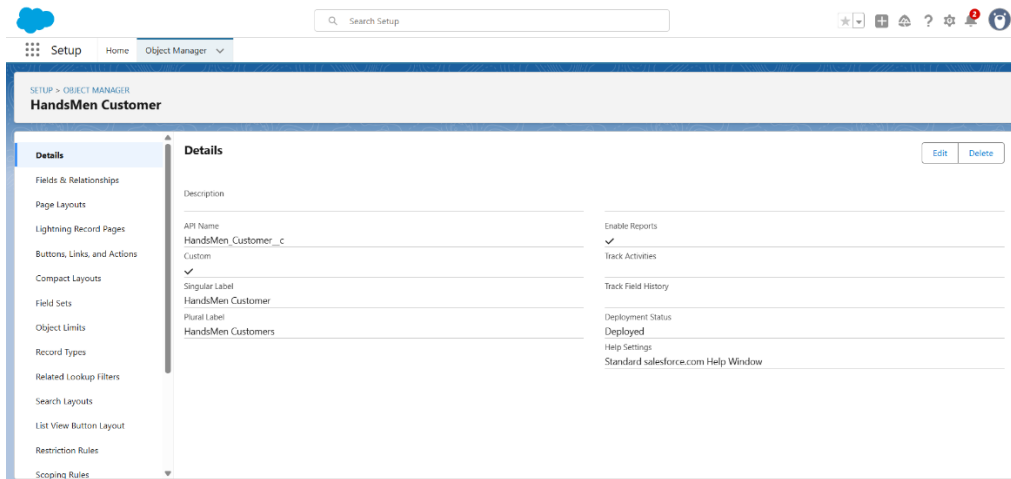 Search Setup
2
Setup Home Object Manager
SETUP > OBJECT MANAGER
HandsMen Customer
Details
Fields & Relationships
Page Layouts
Lightning Record Pages
Buttons, Links, and Actions
Compact Layouts
Field Sets
Object Limits
Record Types
Related Lookup Filters
Search Layouts
List View Button Layout
Restriction Rules
Scoping Rules
Details
Edit Delete
Description
API Name
HandsMen_Customer__c
Custom
Singular Label
HandsMen Customer
Plural Label
HandsMen Customers
Enable Reports
Track Activities
Track Field History
Deployment Status
Deployed
Help Settings
Standard salesforce.com Help Window